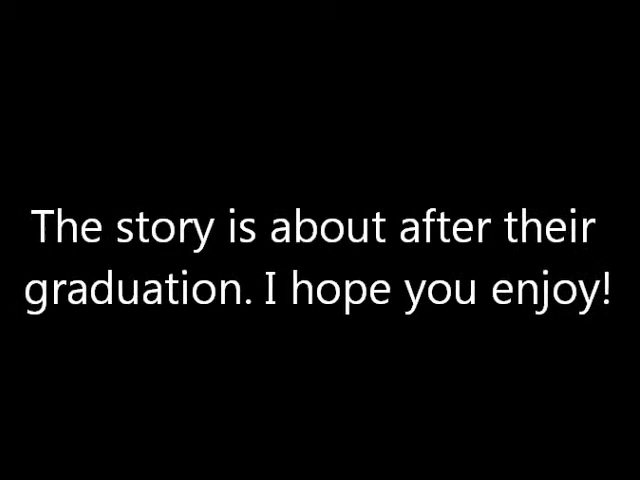 The story is about after their
graduation. I hope you enjoy!